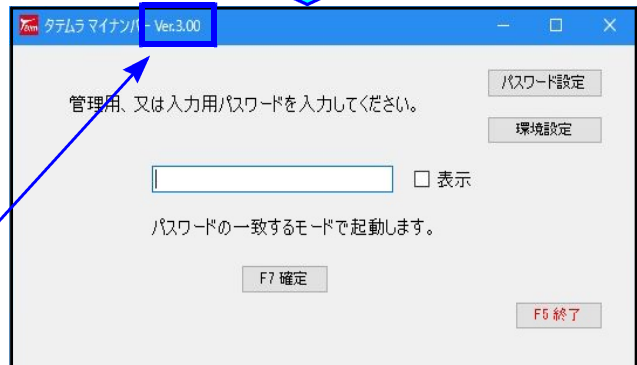 Team タテムラ マイナンバー Ver.3.00
パスワード設定
管理用、又は入力用パスワードを入力してください。
環境設定
表示
パスワードの一致するモードで起動します。
F7 確定
F5 終了